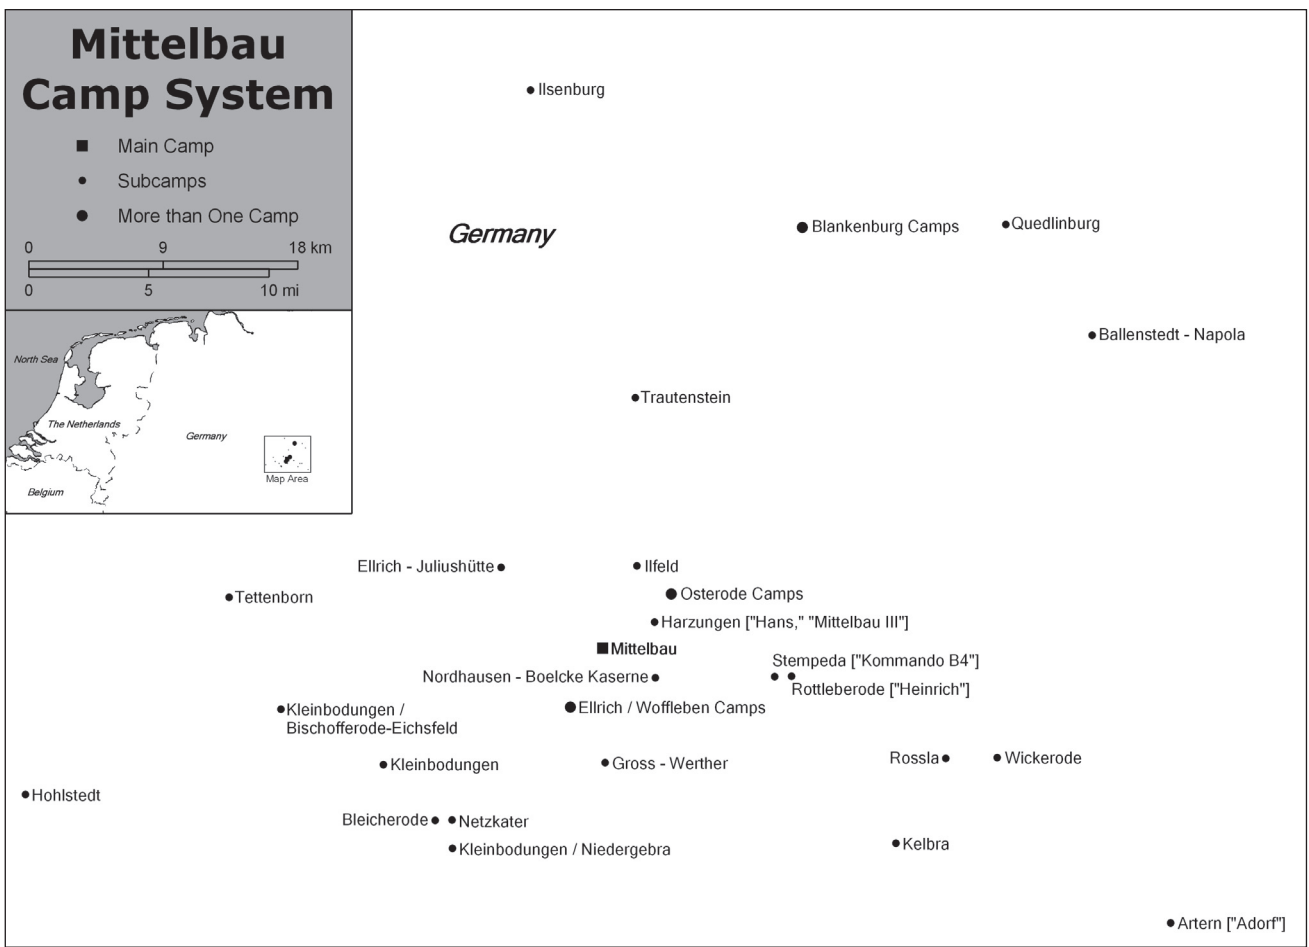 Mittelbau
Camp System
Main Camp
Subcamps
More than One Camp
0 9 18 km
0 5 10 mi
North Sea
The Netherlands
Germany
Belgium
Map Area
Ilsenburg
Germany
Blankenburg Camps
Quedlinburg
Ballenstedt - Napola
Trautenstein
Ellrich - Juliushütte
Ilfeld
Tettenborn
Osterode Camps
Harzungen ["Hans," "Mittelbau III"]
Mittelbau
Stempeda ["Kommando B4"]
Nordhausen - Boelcke Kaserne
Rottleberode ["Heinrich"]
Kleinbodungen /
Bischofferode-Eichsfeld
Ellrich / Woffleben Camps
Kleinbodungen
Gross - Werther
Rossla
Wickerode
Hohlstedt
Bleicherode
Netzkater
Kleinbodungen / Niedergebra
Kelbra
Artern ["Adorf"]